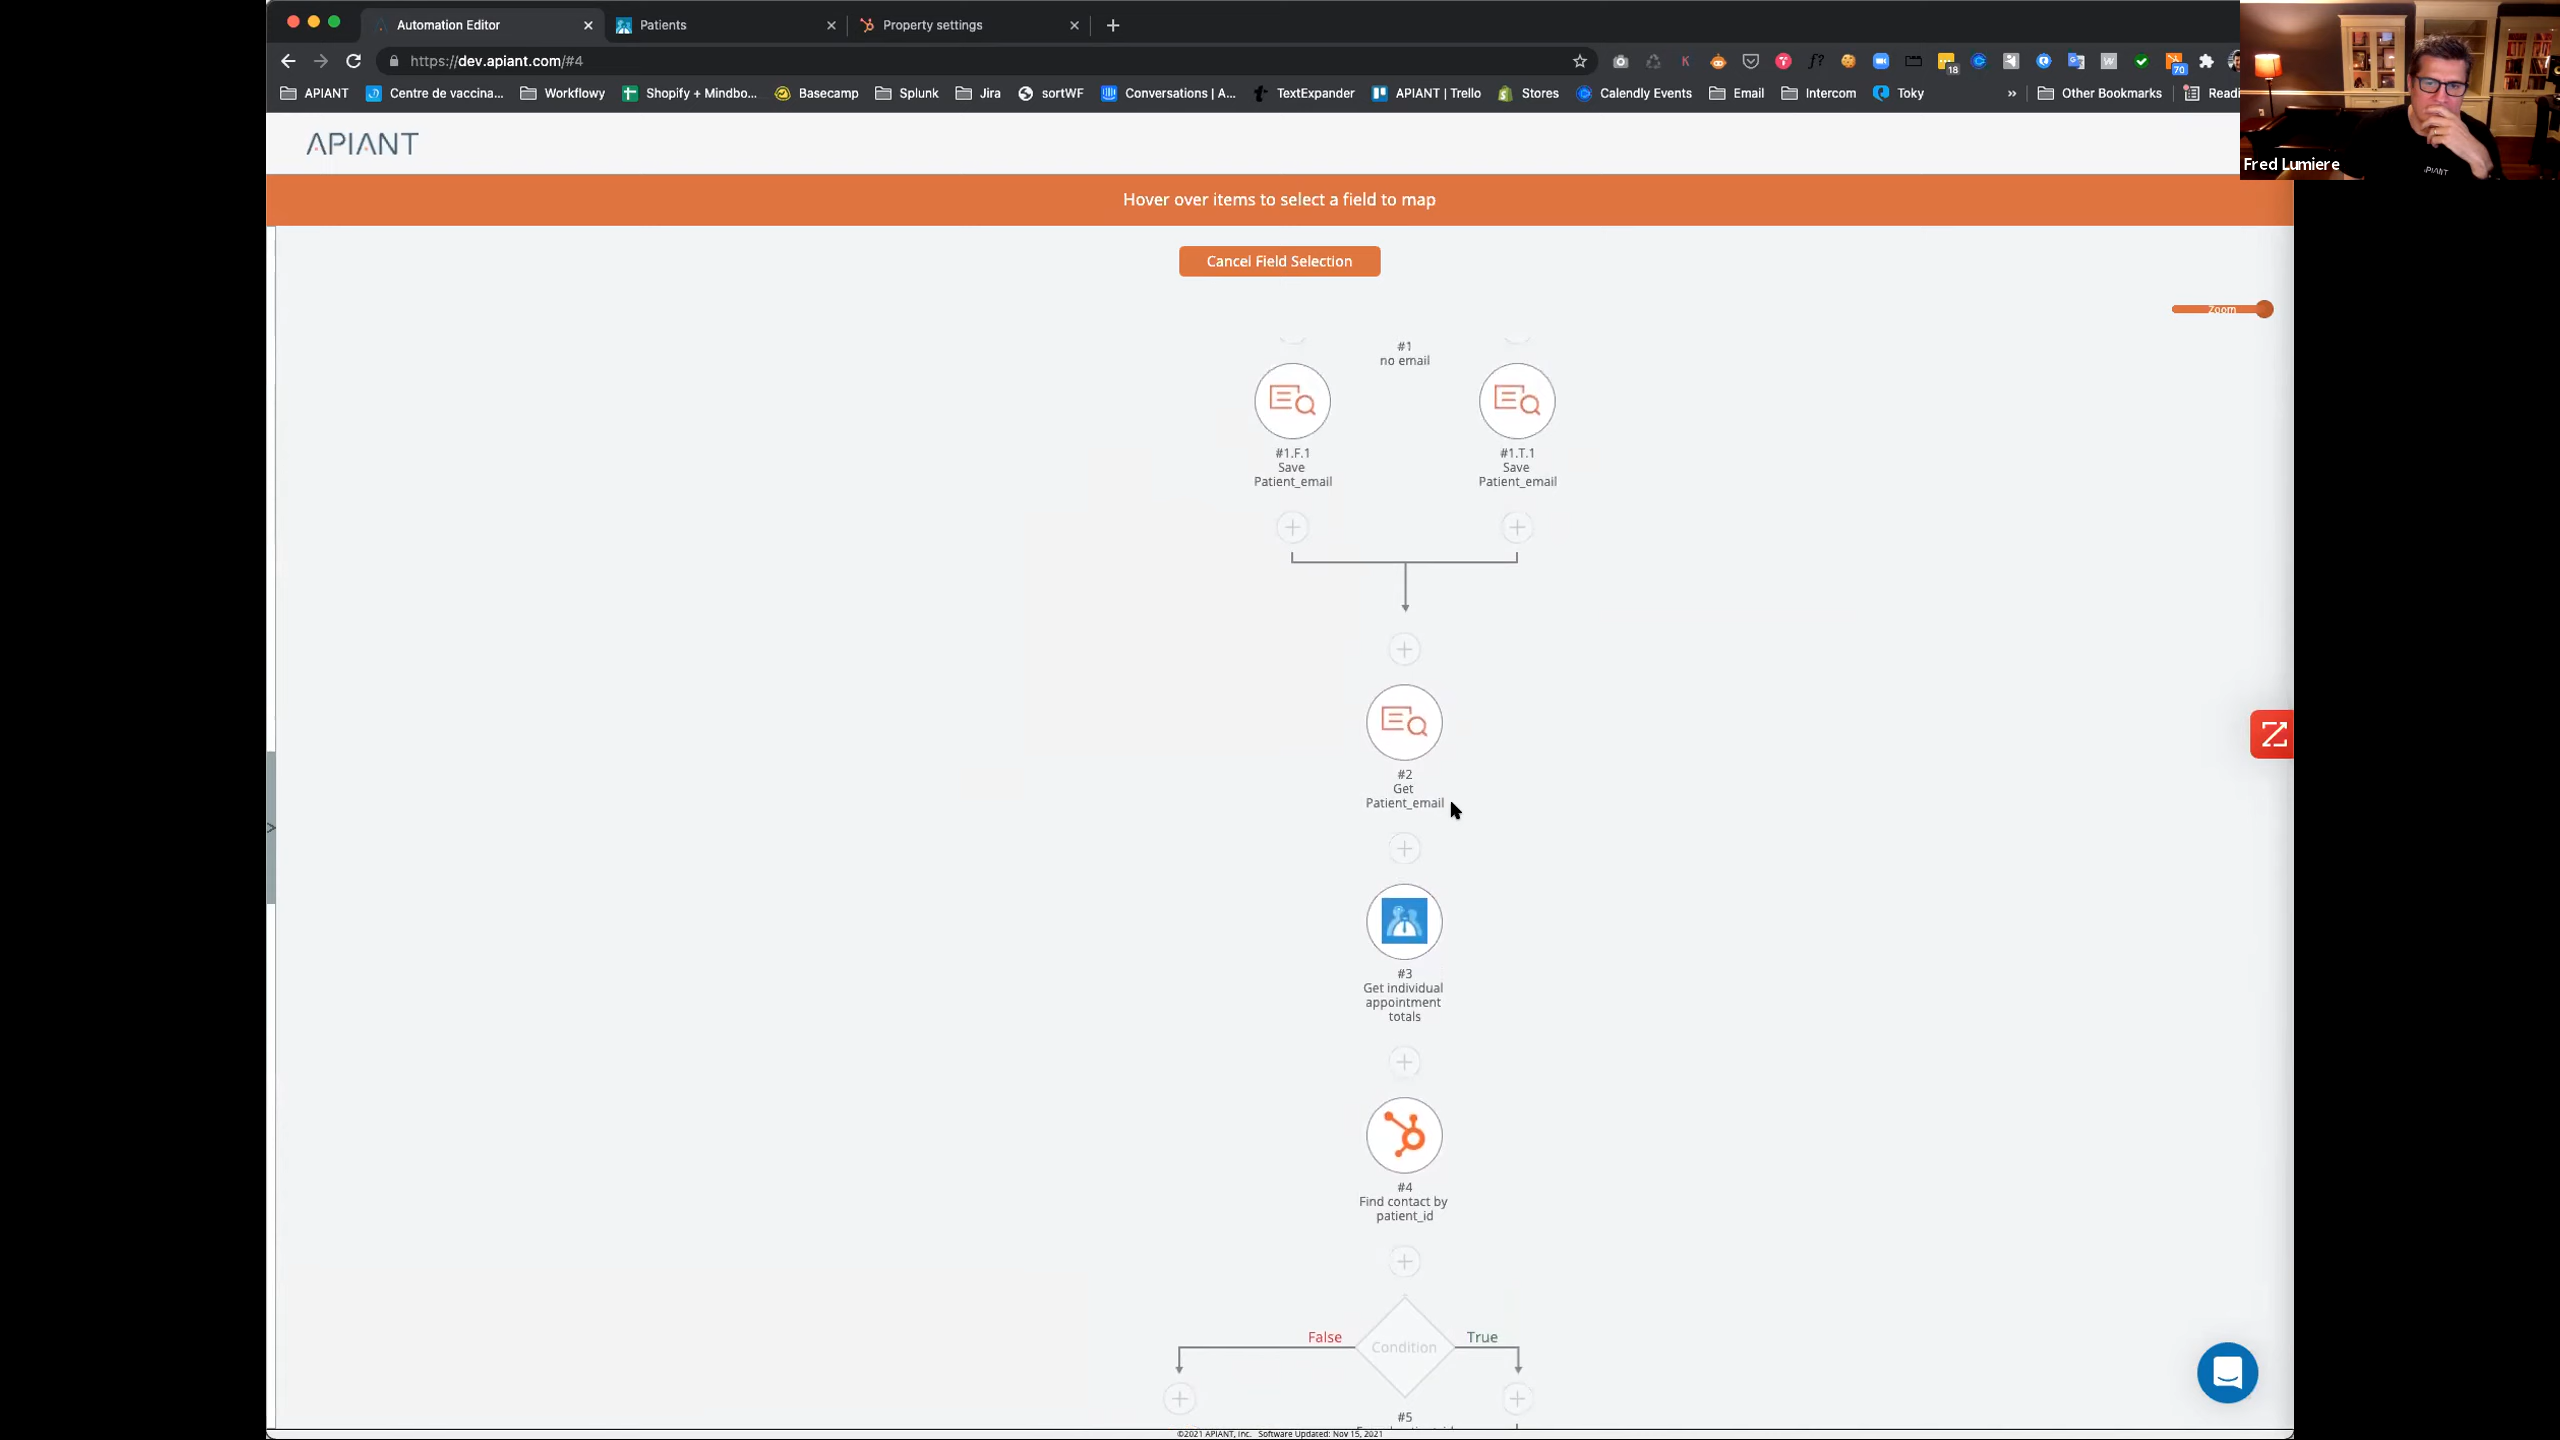 Automation Editor
Patients
Property settings
https://dev.apiant.com/#4
18
70
APIANT
Centre de vaccina...
Workflowy
Shopify + Mindbo...
Basecamp
Splunk
Jira
sortWF
Conversations | A...
TextExpander
APIANT | Trello
Stores
Calendly Events
Email
Intercom
Toky
»
Other Bookmarks
Readi
Fred Lumiere
APIANT
Hover over items to select a field to map
Cancel Field Selection
Zoom
#1
no email
#1.F.1
Save
Patient_email
#1.T.1
Save
Patient_email
#2
Get
Patient_email
#3
Get individual
appointment
totals
#4
Find contact by
patient_id
False
Condition
True
#5
©2021 APIANT, Inc. Software Updated: Nov 15, 2021